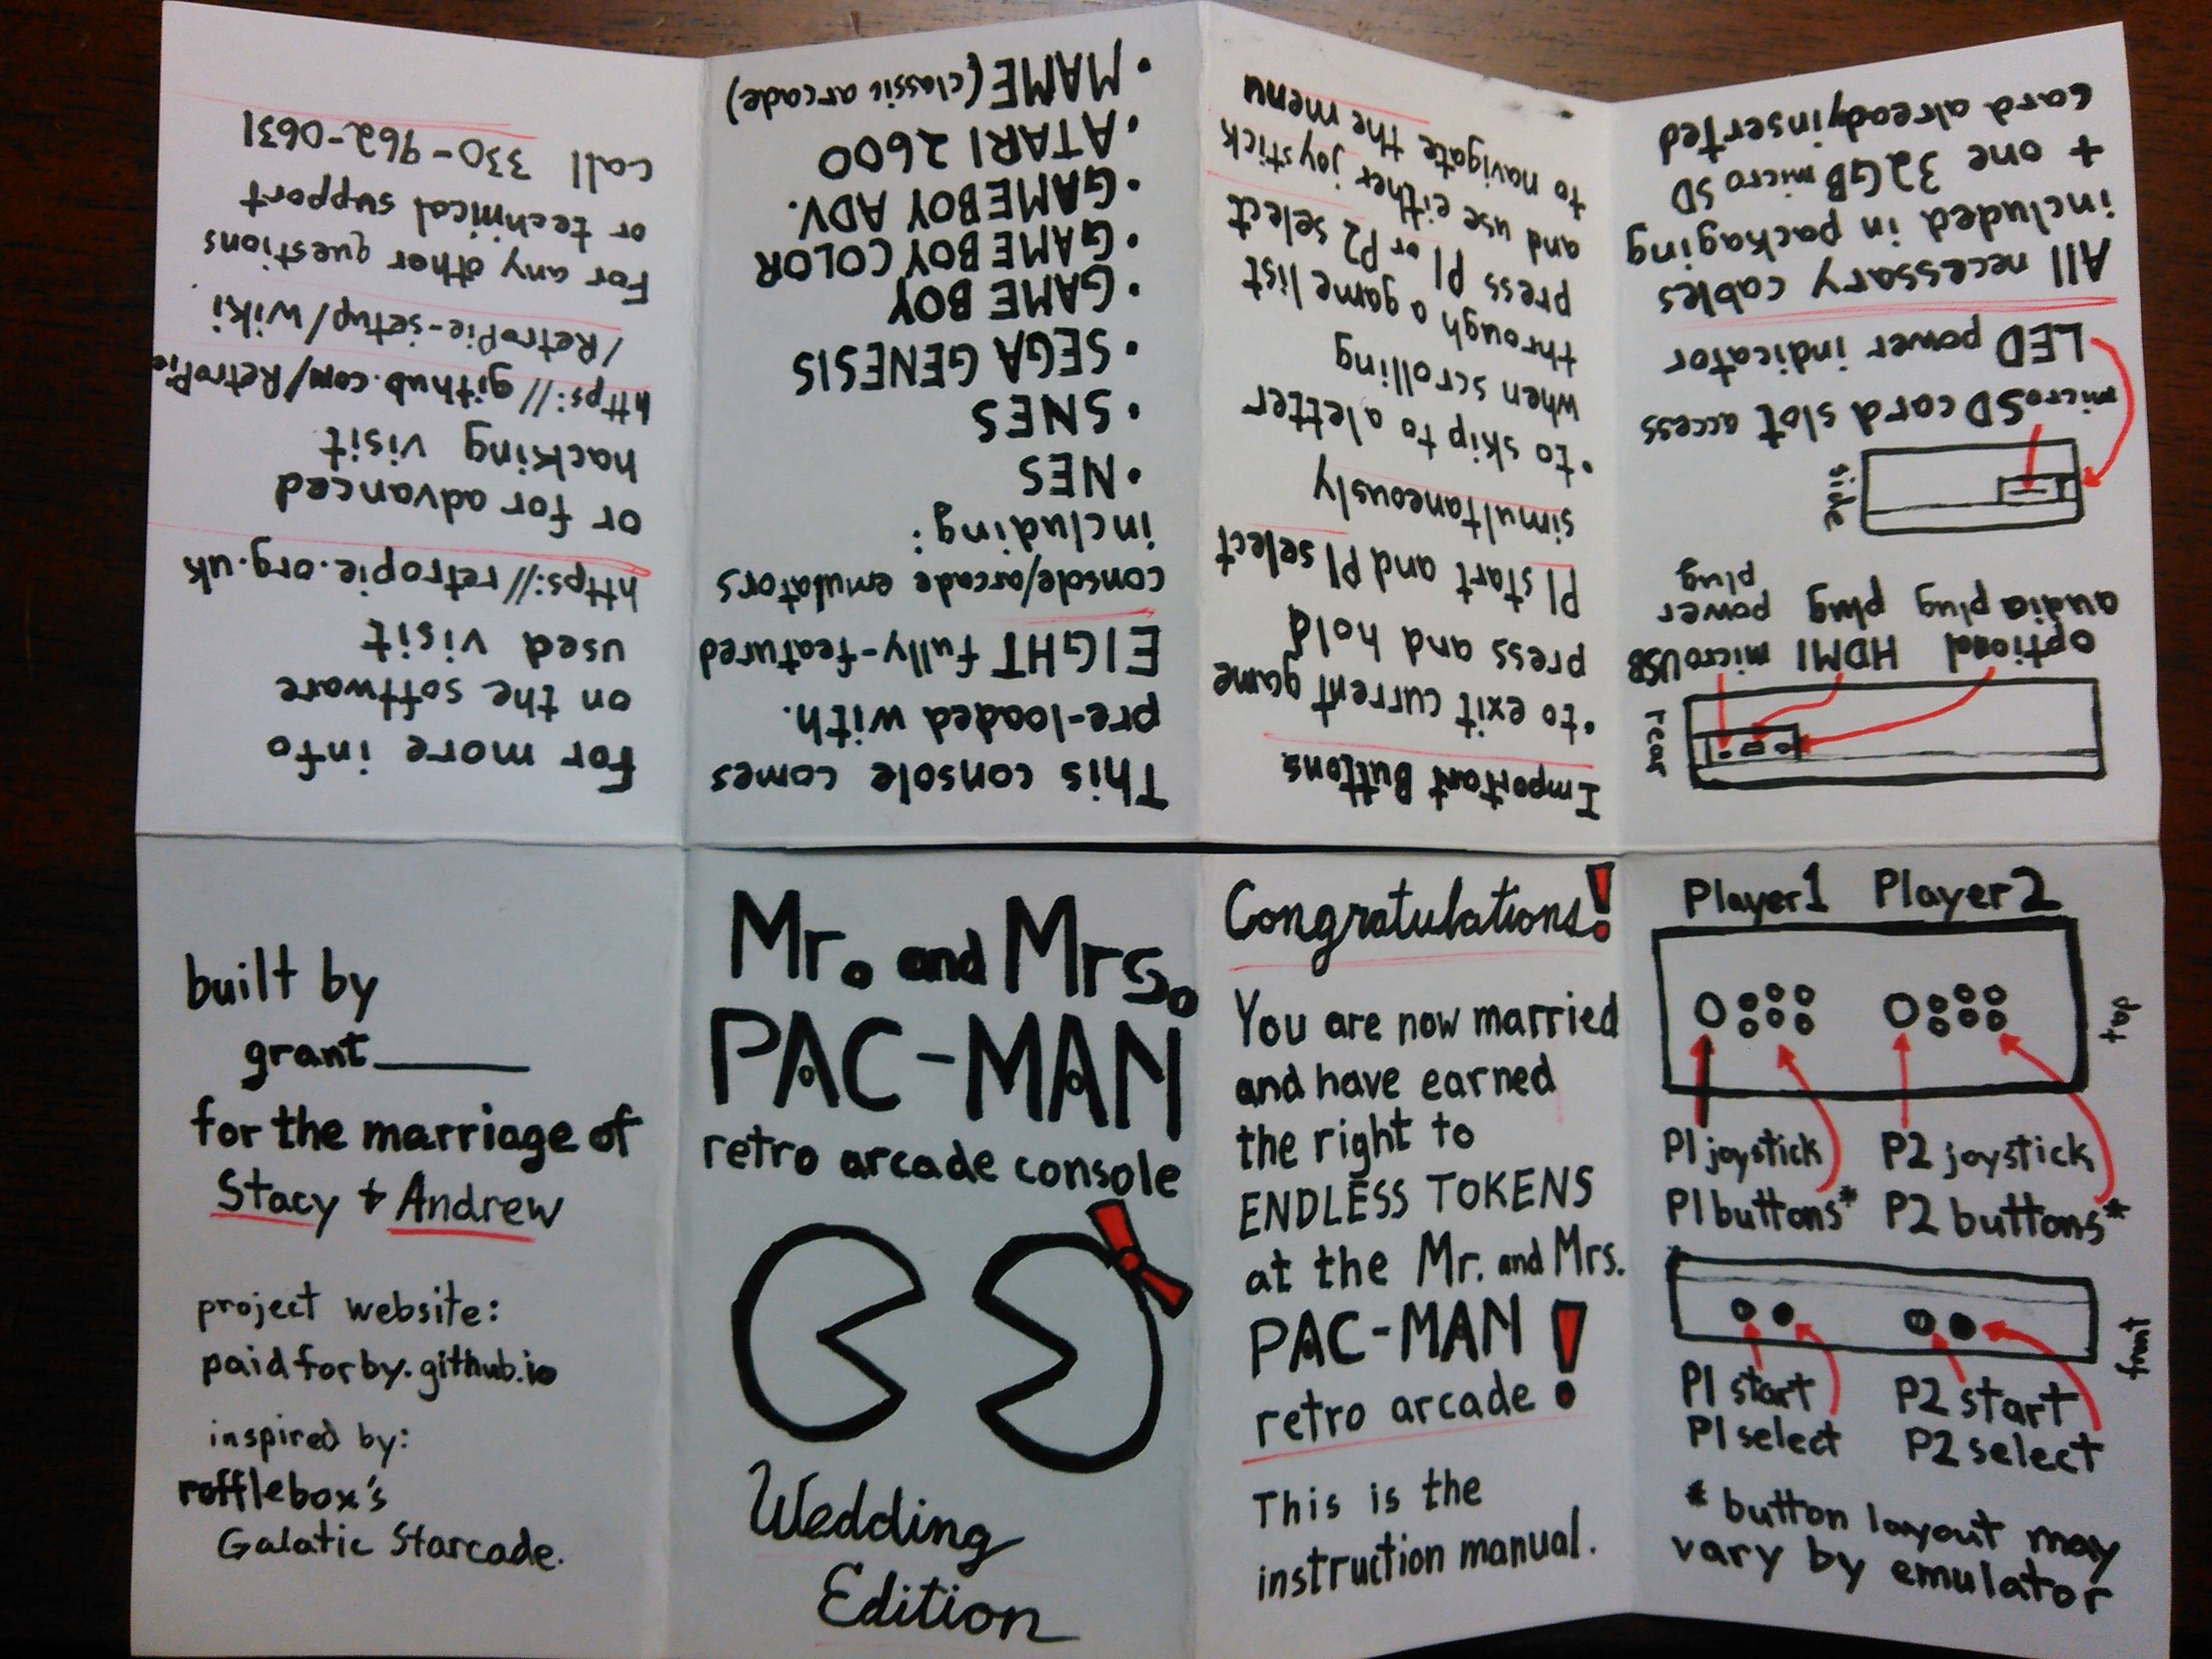 Mr. and Mrs.
PAC-MAN
retro arcade console
Wedding
Edition
Congratulations!
You are now married
and have earned
the right to
ENDLESS TOKENS
at the Mr. and Mrs.
PAC-MAN !
retro arcade
This is the
instruction manual.
Player 1 Player 2
top
P1 joystick P2 joystick
P1 buttons* P2 buttons*
front
P1 start P2 start
P1 select P2 select
* button layout may
vary by emulator
rear
optional HDMI microUSB
audio plug plug power
plug
side
microSD card slot access
LED power indicator
All necessary cables
included in packaging
+ one 32GB micro SD
card already inserted
Important Buttons
• to exit current game
press and hold
P1 start and P1 select
simultaneously
• to skip to a letter
when scrolling
through a game list
press P1 or P2 select
and use either joystick
to navigate the menu
This console comes
pre-loaded with.
EIGHT fully-featured
console/arcade emulators
including:
• NES
• SNES
• SEGA GENESIS
• GAME BOY
• GAME BOY COLOR
• GAMEBOY ADV.
• ATARI 2600
• MAME (classic arcade)
for more info
on the software
used visit
https://retropie.org.uk
or for advanced
hacking visit
https://github.com/RetroPie
/RetroPie-setup/wiki
For any other questions
or technical support
call 330-962-0631
built by
grant______
for the marriage of
Stacy + Andrew
project website:
paidforby.github.io
inspired by:
rofflebox's
Galatic Starcade.